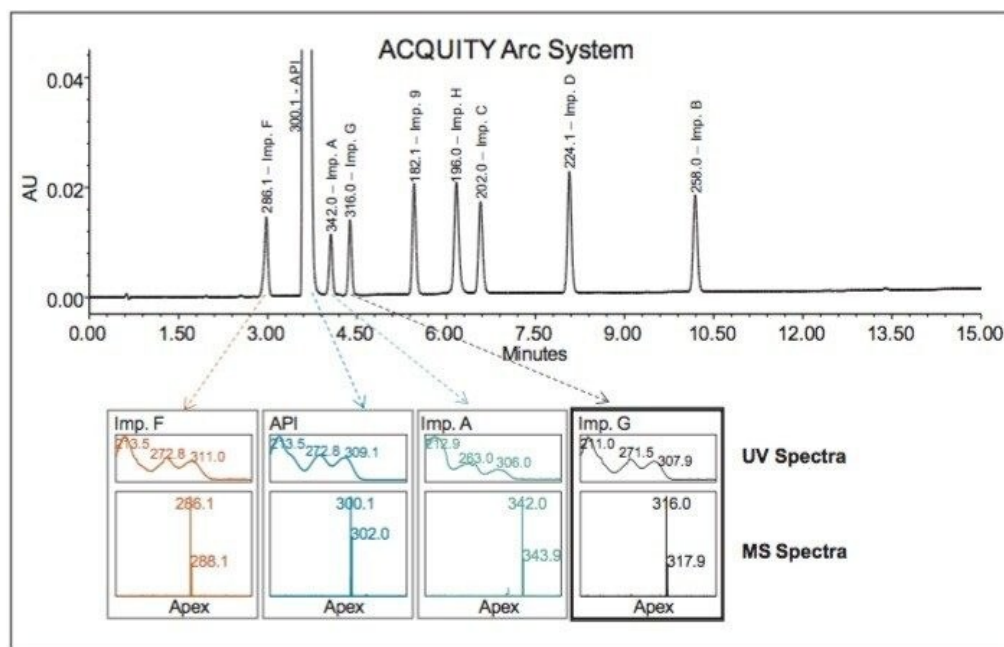 ACQUITY Arc System
AU
0.04
0.02
0.00
286.1 – Imp. F
300.1 - API
342.0 – Imp. A
316.0 – Imp. G
182.1 – Imp. 9
196.0 – Imp. H
202.0 – Imp. C
224.1 – Imp. D
258.0 – Imp. B
0.00 1.50 3.00 4.50 6.00 7.50 9.00 10.50 12.00 13.50 15.00
Minutes
Imp. F
213.5 272.8 311.0
286.1
288.1
Apex
API
213.5 272.8 309.1
300.1
302.0
Apex
Imp. A
212.9 263.0 306.0
342.0
343.9
Apex
Imp. G
211.0 271.5 307.9
316.0
317.9
Apex
UV Spectra
MS Spectra